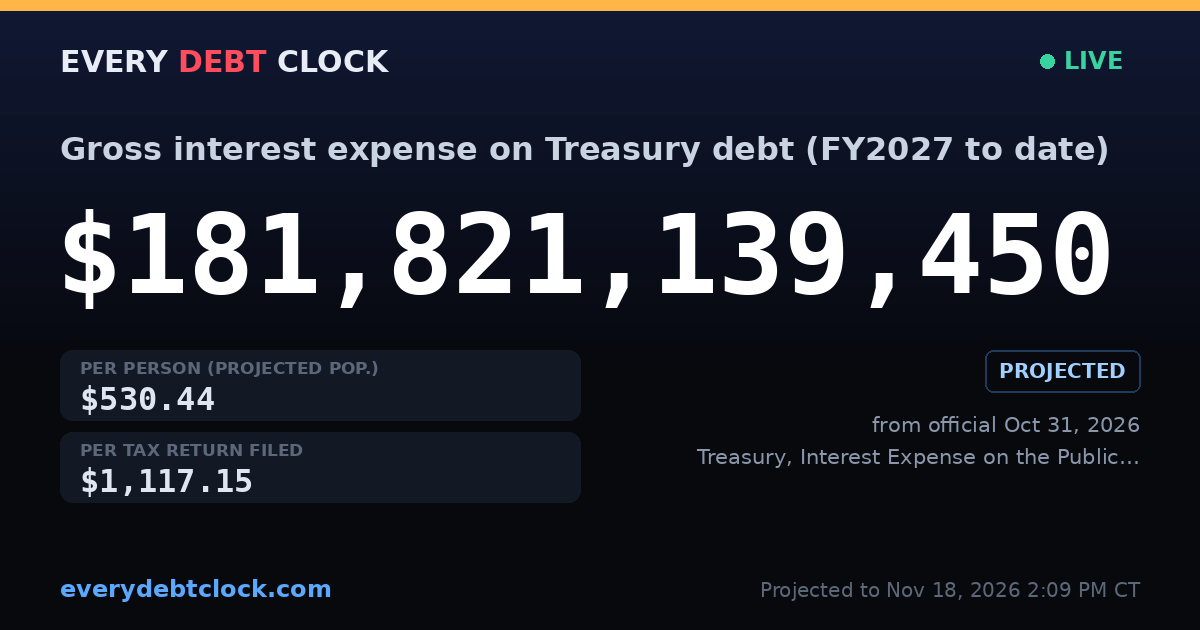 EVERY DEBT CLOCK
LIVE
Gross interest expense on Treasury debt (FY2027 to date)
$181,821,139,450
PER PERSON (PROJECTED POP.)
$530.44
PER TAX RETURN FILED
$1,117.15
PROJECTED
from official Oct 31, 2026
Treasury, Interest Expense on the Public…
everydebtclock.com
Projected to Nov 18, 2026 2:09 PM CT